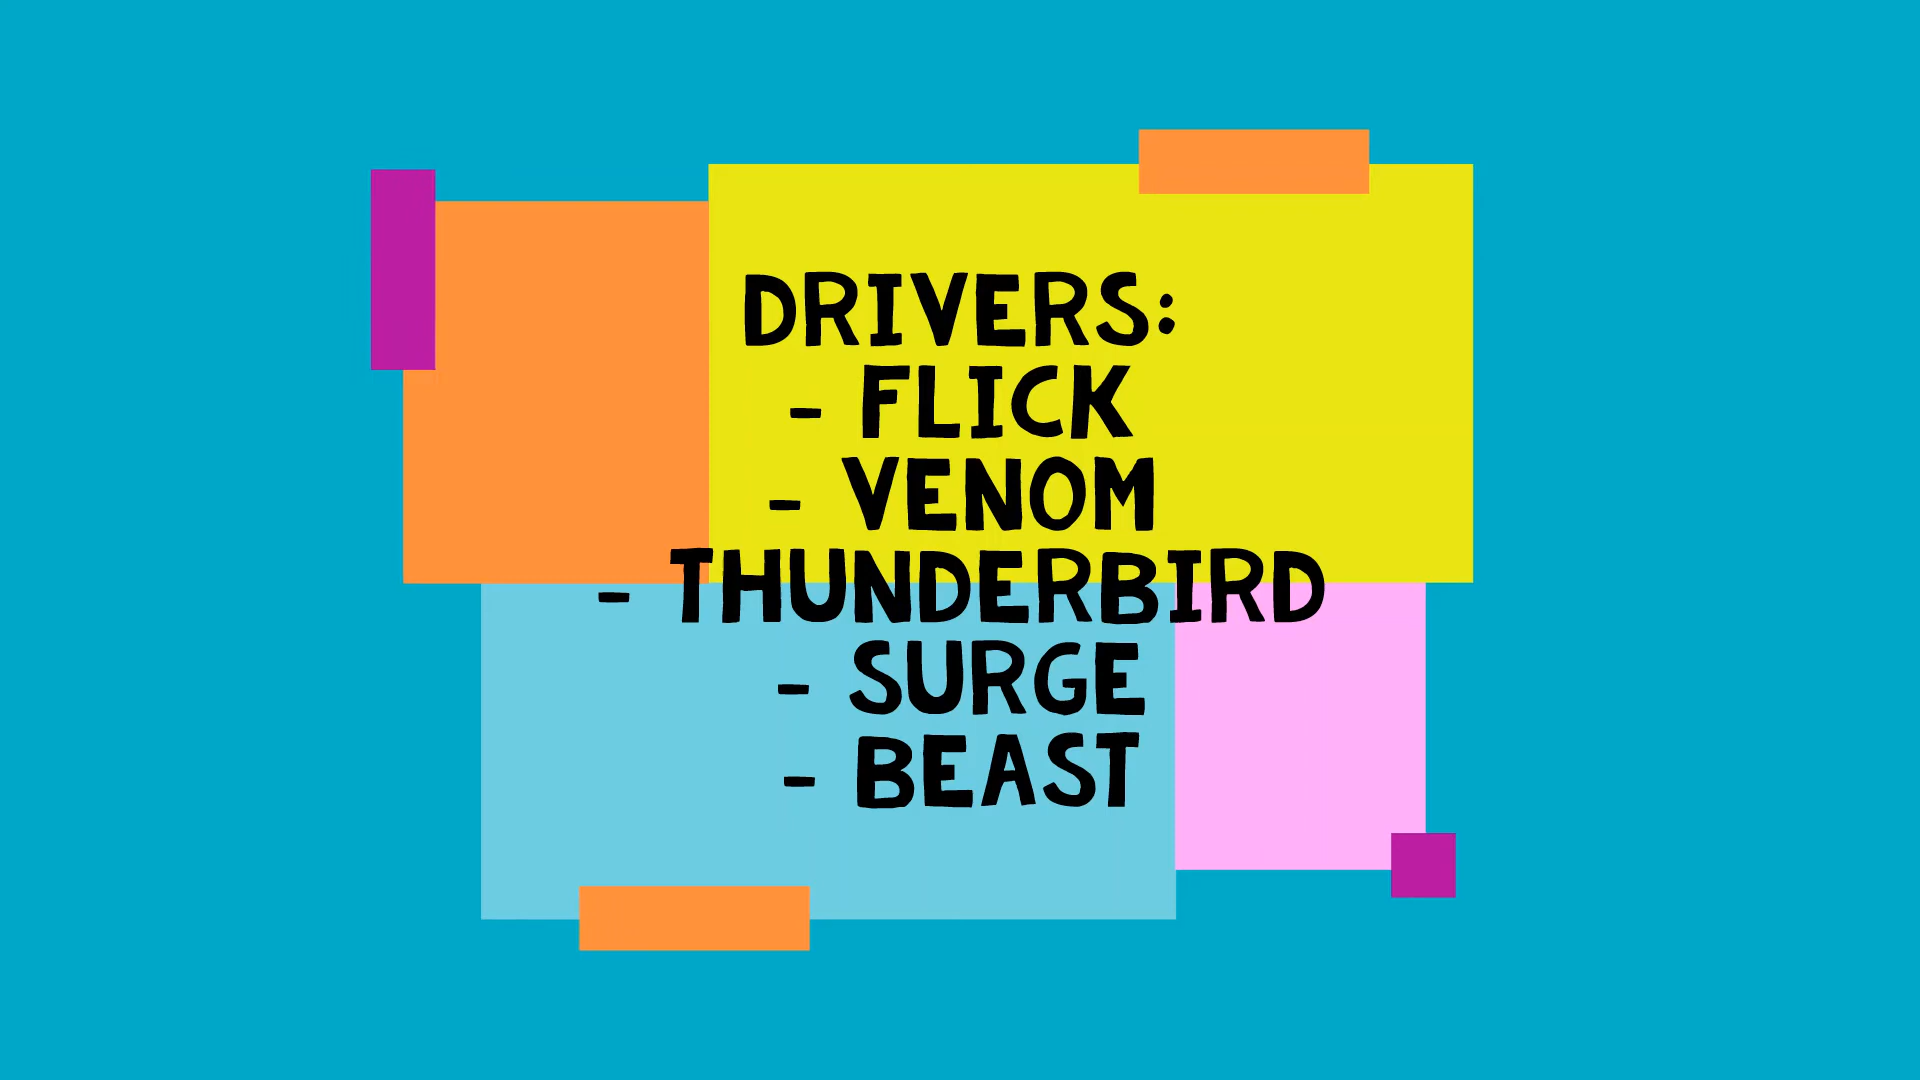 DRIVERS:
- FLICK
- VENOM
- THUNDERBIRD
- SURGE
- BEAST